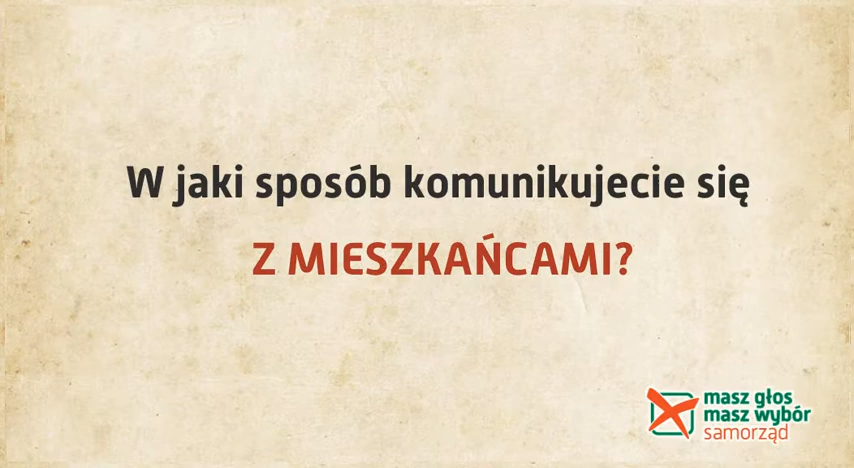 W jaki sposób komunikujecie się
Z MIESZKAŃCAMI?
masz głos
masz wybór
samorząd